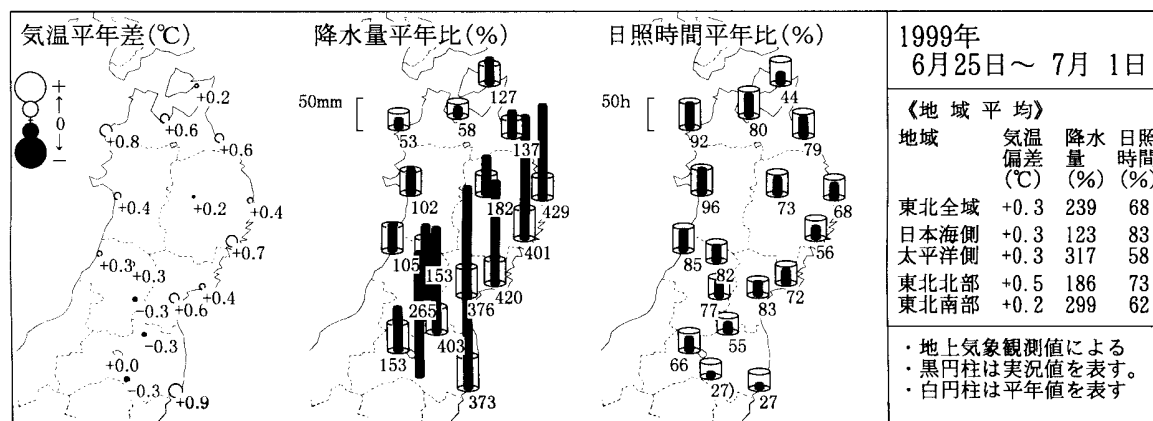 気温平年差(℃)
+
↑
0
↓
−
+0.2
+0.6
+0.8
+0.6
+0.4
+0.2
+0.4
+0.7
+0.3
+0.3
+0.4
−0.3
+0.6
−0.3
+0.0
−0.3
+0.9
降水量平年比(%)
50mm
127
58
53
137
102
182
429
401
105
153
420
265
376
403
153
373
日照時間平年比(%)
50h
44
80
92
79
96
73
68
56
85
82
72
77
83
55
66
27)
27
1999年
6月25日〜 7月 1日
《地 域 平 均》
地域 気温 降水 日照
偏差 量 時間
(℃) (%) (%)
東北全域 +0.3 239 68
日本海側 +0.3 123 83
太平洋側 +0.3 317 58
東北北部 +0.5 186 73
東北南部 +0.2 299 62
・地上気象観測値による
・黒円柱は実況値を表す。
・白円柱は平年値を表す